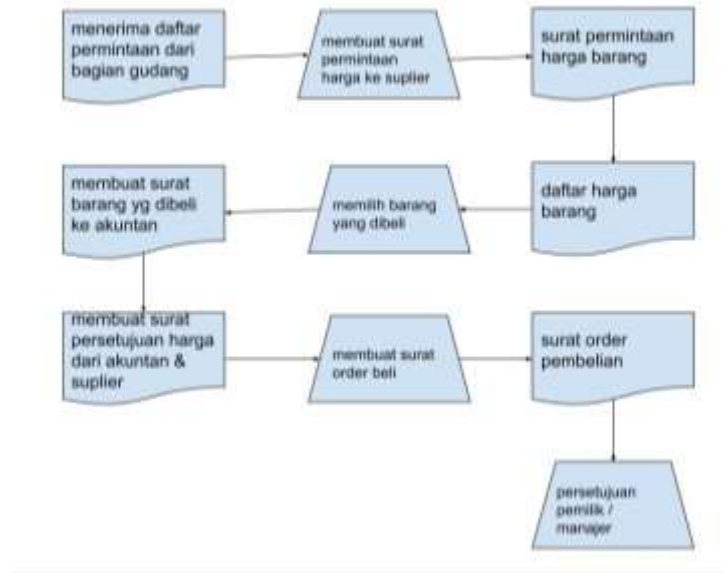 menerima daftar
permintaan dari
bagian gudang
membuat surat
permintaan
harga ke suplier
surat permintaan
harga barang
membuat surat
barang yg dibeli
ke akuntan
memilih barang
yang dibeli
daftar harga
barang
membuat surat
persetujuan harga
dari akuntan &
suplier
membuat surat
order beli
surat order
pembelian
persetujuan
pemilik /
manajer